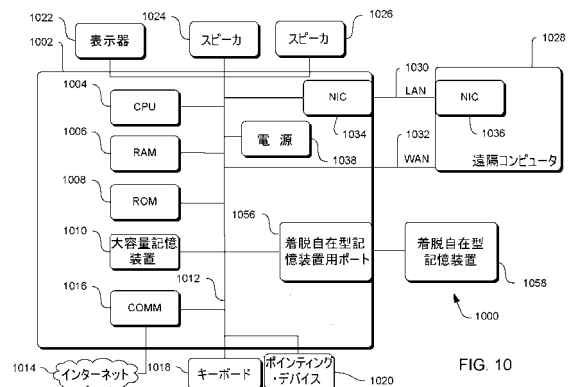 1022
表示器
1024
スピーカ
スピーカ
1026
1002
1028
1004
CPU
NIC
1034
1030
LAN
NIC
1036
遠隔コンピュータ
1006
RAM
電 源
1038
1032
WAN
1008
ROM
1010
大容量記憶
装置
1056
着脱自在型記
憶装置用ポート
着脱自在型
記憶装置
1058
1016
COMM
1012
1000
1014
インターネット
1018
キーボード
ポインティング
・デバイス
1020
FIG. 10